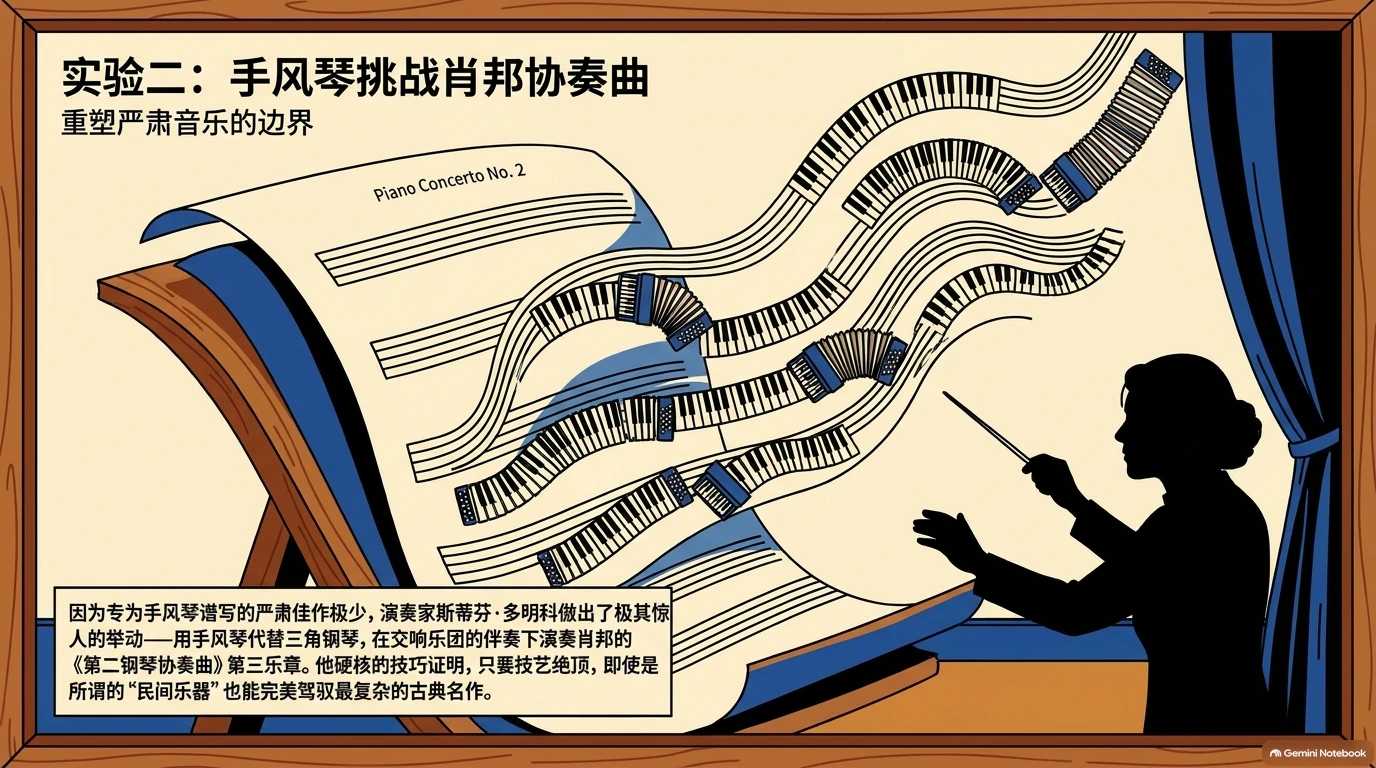 实验二：手风琴挑战肖邦协奏曲
重塑严肃音乐的边界
Piano Concerto No. 2
因为专为手风琴谱写的严肃佳作极少，演奏家斯蒂芬·多明科做出了极其惊
人的举动——用手风琴代替三角钢琴，在交响乐团的伴奏下演奏肖邦的
《第二钢琴协奏曲》第三乐章。他硬核的技巧证明，只要技艺绝顶，即使是
所谓的“民间乐器”也能完美驾驭最复杂的古典名作。
Gemini Notebook